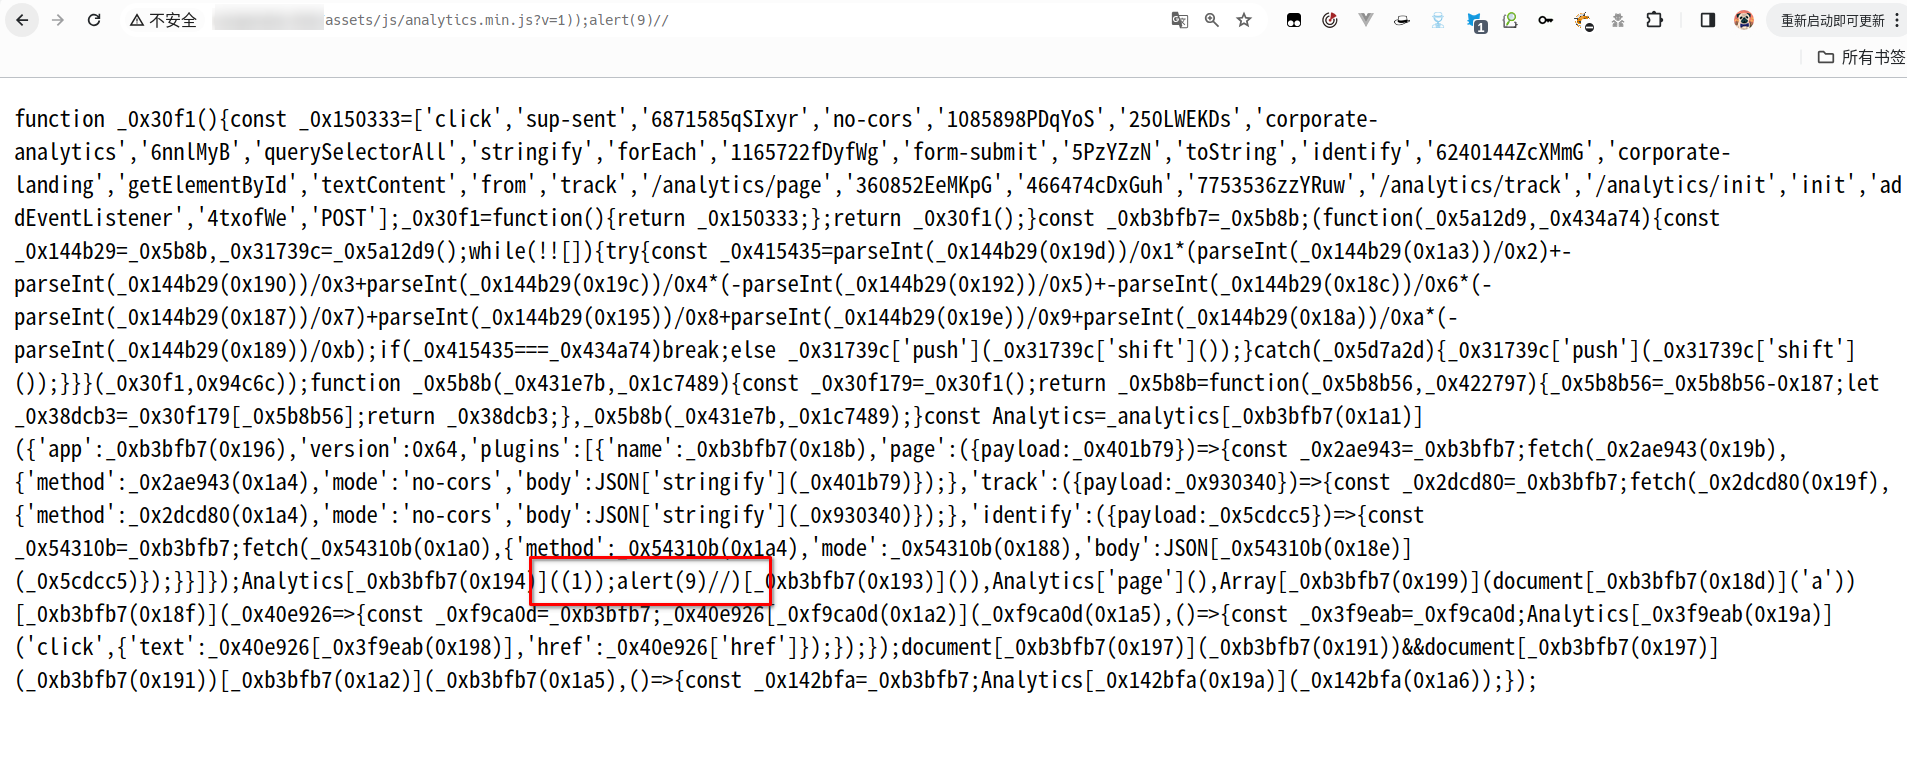 不安全
assets/js/analytics.min.js?v=1));alert(9)//
1
重新启动即可更新
所有书签
function _0x30f1(){const _0x150333=['click','sup-sent','6871585qSIxyr','no-cors','1085898PDqYoS','250LWEKDs','corporate-
analytics','6nnlMyB','querySelectorAll','stringify','forEach','1165722fDyfWg','form-submit','5PzYZzN','toString','identify','6240144ZcXMmG','corporate-
landing','getElementById','textContent','from','track','/analytics/page','360852EeMKpG','466474cDxGuh','7753536zzYRuw','/analytics/track','/analytics/init','init','ad
dEventListener','4txofWe','POST'];_0x30f1=function(){return _0x150333;};return _0x30f1();}const _0xb3bfb7=_0x5b8b;(function(_0x5a12d9,_0x434a74){const
_0x144b29=_0x5b8b,_0x31739c=_0x5a12d9();while(!![]){try{const _0x415435=parseInt(_0x144b29(0x19d))/0x1*(parseInt(_0x144b29(0x1a3))/0x2)+-
parseInt(_0x144b29(0x190))/0x3+parseInt(_0x144b29(0x19c))/0x4*(-parseInt(_0x144b29(0x192))/0x5)+-parseInt(_0x144b29(0x18c))/0x6*(-
parseInt(_0x144b29(0x187))/0x7)+parseInt(_0x144b29(0x195))/0x8+parseInt(_0x144b29(0x19e))/0x9+parseInt(_0x144b29(0x18a))/0xa*(-
parseInt(_0x144b29(0x189))/0xb);if(_0x415435===_0x434a74)break;else _0x31739c['push'](_0x31739c['shift']());}catch(_0x5d7a2d){_0x31739c['push'](_0x31739c['shift']
());}}}(_0x30f1,0x94c6c));function _0x5b8b(_0x431e7b,_0x1c7489){const _0x30f179=_0x30f1();return _0x5b8b=function(_0x5b8b56,_0x422797){_0x5b8b56=_0x5b8b56-0x187;let
_0x38dcb3=_0x30f179[_0x5b8b56];return _0x38dcb3;},_0x5b8b(_0x431e7b,_0x1c7489);}const Analytics=_analytics[_0xb3bfb7(0x1a1)]
({'app':_0xb3bfb7(0x196),'version':0x64,'plugins':[{'name':_0xb3bfb7(0x18b),'page':({payload:_0x401b79})=>{const _0x2ae943=_0xb3bfb7;fetch(_0x2ae943(0x19b),
{'method':_0x2ae943(0x1a4),'mode':'no-cors','body':JSON['stringify'](_0x401b79)});},'track':({payload:_0x930340})=>{const _0x2dcd80=_0xb3bfb7;fetch(_0x2dcd80(0x19f),
{'method':_0x2dcd80(0x1a4),'mode':'no-cors','body':JSON['stringify'](_0x930340)});},'identify':({payload:_0x5cdcc5})=>{const
_0x54310b=_0xb3bfb7;fetch(_0x54310b(0x1a0),{'method':_0x54310b(0x1a4),'mode':_0x54310b(0x188),'body':JSON[_0x54310b(0x18e)]
(_0x5cdcc5)});}}]});Analytics[_0xb3bfb7(0x194)]((1));alert(9)//)[_0xb3bfb7(0x193)]()),Analytics['page'](),Array[_0xb3bfb7(0x199)](document[_0xb3bfb7(0x18d)]('a'))
[_0xb3bfb7(0x18f)](_0x40e926=>{const _0xf9ca0d=_0xb3bfb7;_0x40e926[_0xf9ca0d(0x1a2)](_0xf9ca0d(0x1a5),()=>{const _0x3f9eab=_0xf9ca0d;Analytics[_0x3f9eab(0x19a)]
('click',{'text':_0x40e926[_0x3f9eab(0x198)],'href':_0x40e926['href']});});});document[_0xb3bfb7(0x197)](_0xb3bfb7(0x191))&&document[_0xb3bfb7(0x197)]
(_0xb3bfb7(0x191))[_0xb3bfb7(0x1a2)](_0xb3bfb7(0x1a5),()=>{const _0x142bfa=_0xb3bfb7;Analytics[_0x142bfa(0x19a)](_0x142bfa(0x1a6));});